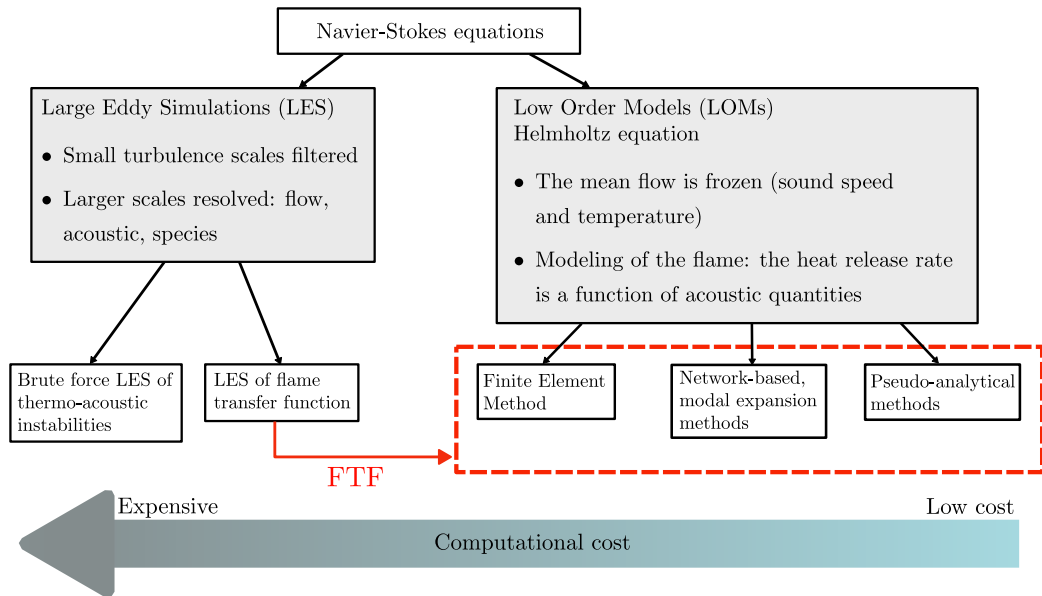 Navier-Stokes equations
Large Eddy Simulations (LES)
• Small turbulence scales filtered
• Larger scales resolved: flow,
acoustic, species
Low Order Models (LOMs)
Helmholtz equation
• The mean flow is frozen (sound speed
and temperature)
• Modeling of the flame: the heat release rate
is a function of acoustic quantities
Brute force LES of
thermo-acoustic
instabilities
LES of flame
transfer function
Finite Element
Method
Network-based,
modal expansion
methods
Pseudo-analytical
methods
FTF
Expensive
Low cost
Computational cost